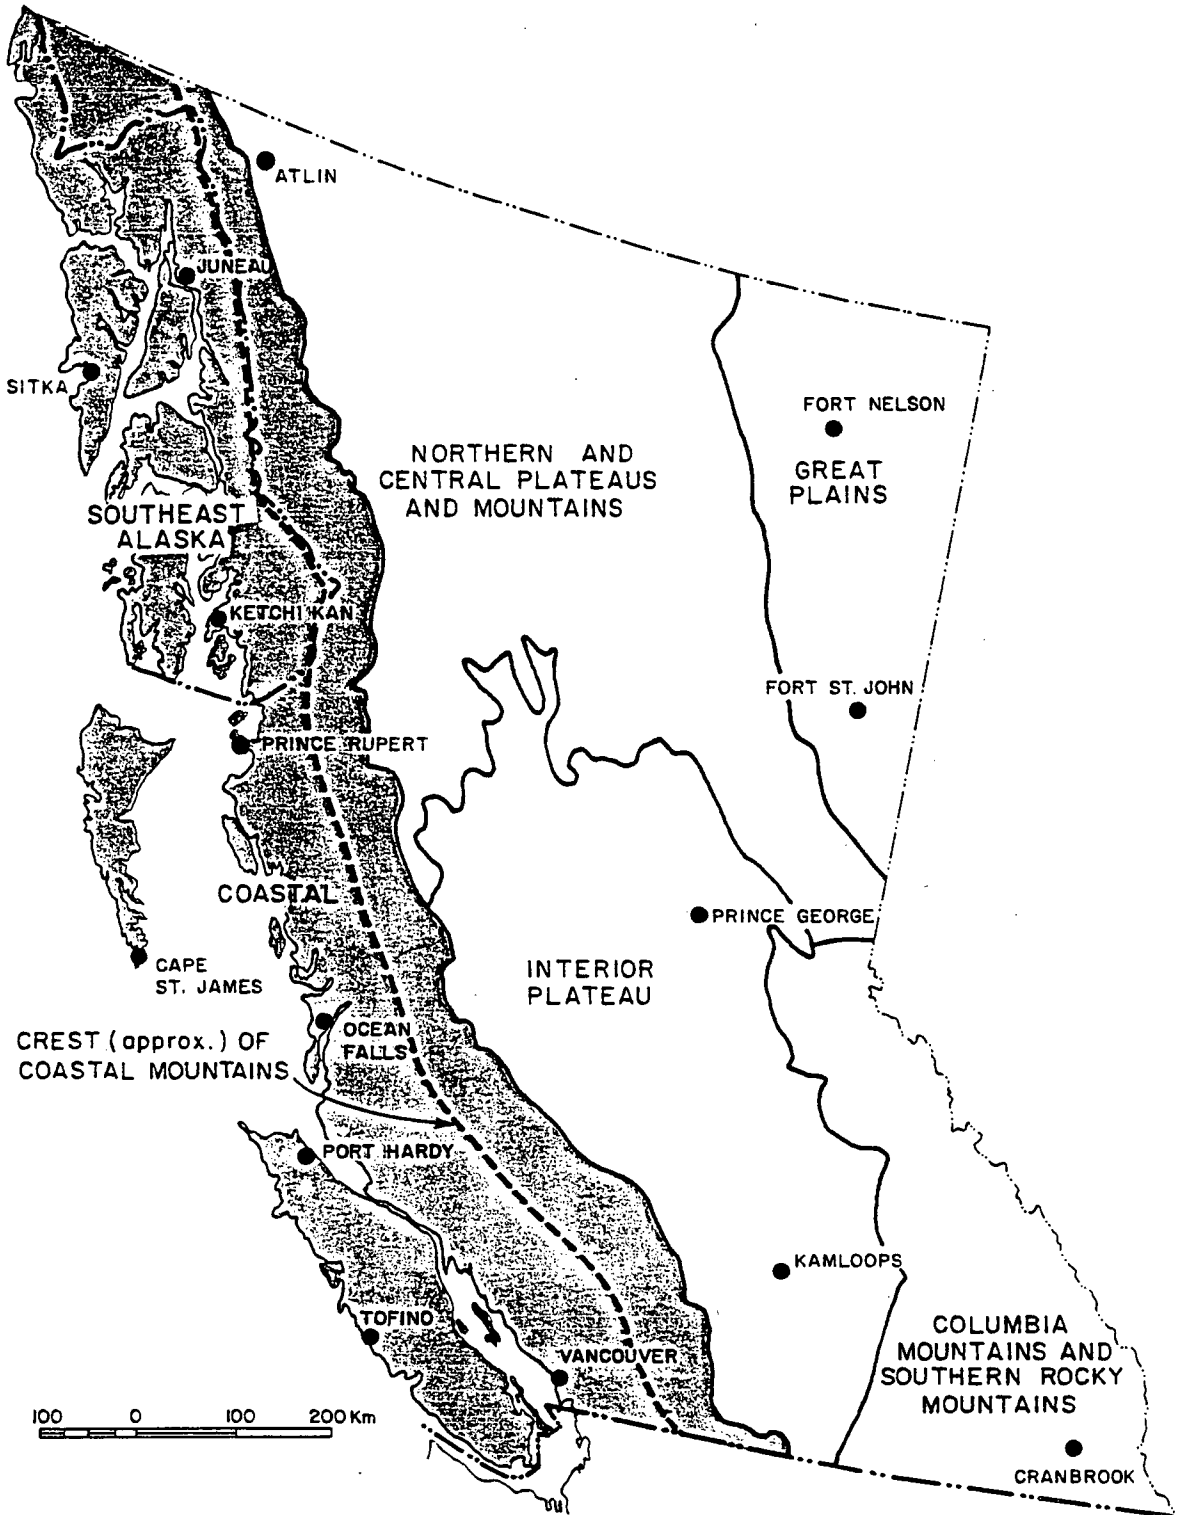 ATLIN
JUNEAU
SITKA
FORT NELSON
NORTHERN AND
CENTRAL PLATEAUS
AND MOUNTAINS
GREAT
PLAINS
SOUTHEAST
ALASKA
KETCHIKAN
FORT ST. JOHN
PRINCE RUPERT
COASTAL
PRINCE GEORGE
CAPE
ST. JAMES
INTERIOR
PLATEAU
OCEAN
FALLS
CREST (approx.) OF
COASTAL MOUNTAINS
PORT HARDY
KAMLOOPS
TOFINO
COLUMBIA
MOUNTAINS AND
SOUTHERN ROCKY
MOUNTAINS
VANCOUVER
100 0 100 200 Km
CRANBROOK